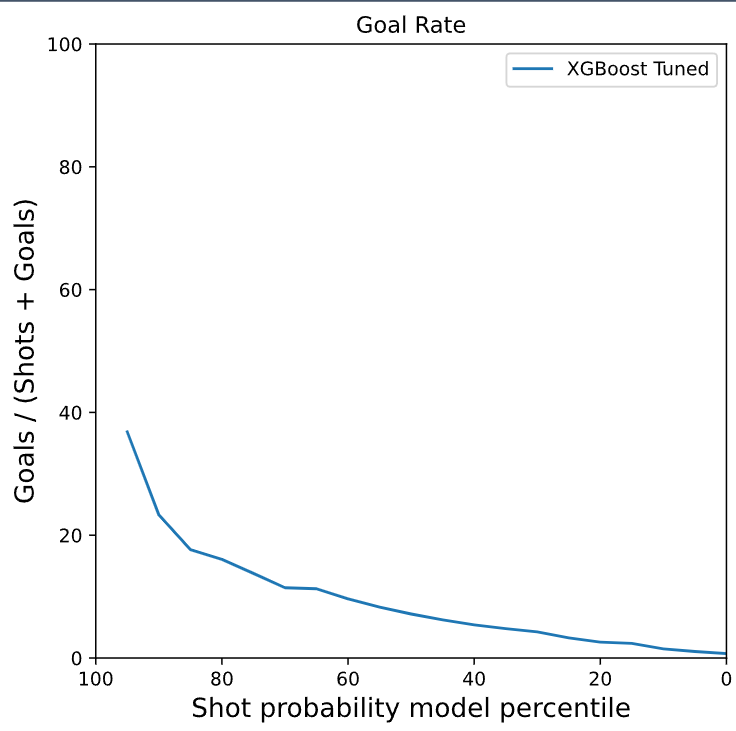 Goal Rate
XGBoost Tuned
Goals / (Shots + Goals)
100
80
60
40
20
0
100 80 60 40 20 0
Shot probability model percentile